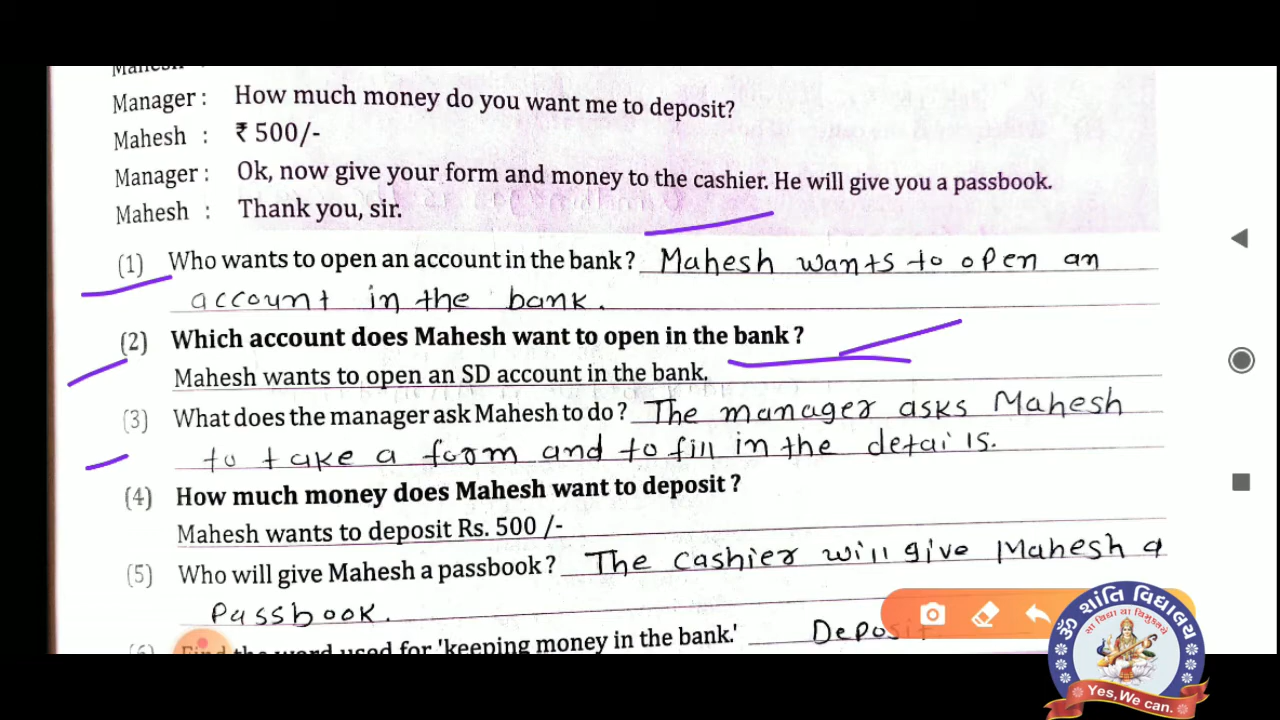 Manager : How much money do you want me to deposit?
Mahesh : ₹ 500/-
Manager : Ok, now give your form and money to the cashier. He will give you a passbook.
Mahesh : Thank you, sir.
(1) Who wants to open an account in the bank? Mahesh wants to open an
account in the bank.
(2) Which account does Mahesh want to open in the bank?
Mahesh wants to open an SD account in the bank.
(3) What does the manager ask Mahesh to do? The manager asks Mahesh
to take a form and to fill in the details.
(4) How much money does Mahesh want to deposit?
Mahesh wants to deposit Rs. 500 /-
(5) Who will give Mahesh a passbook? The cashier will give Mahesh a
Passbook.
the word used for 'keeping money in the bank.' Deposit
ૐ શાંતિ વિદ્યાલય
Yes, We can.